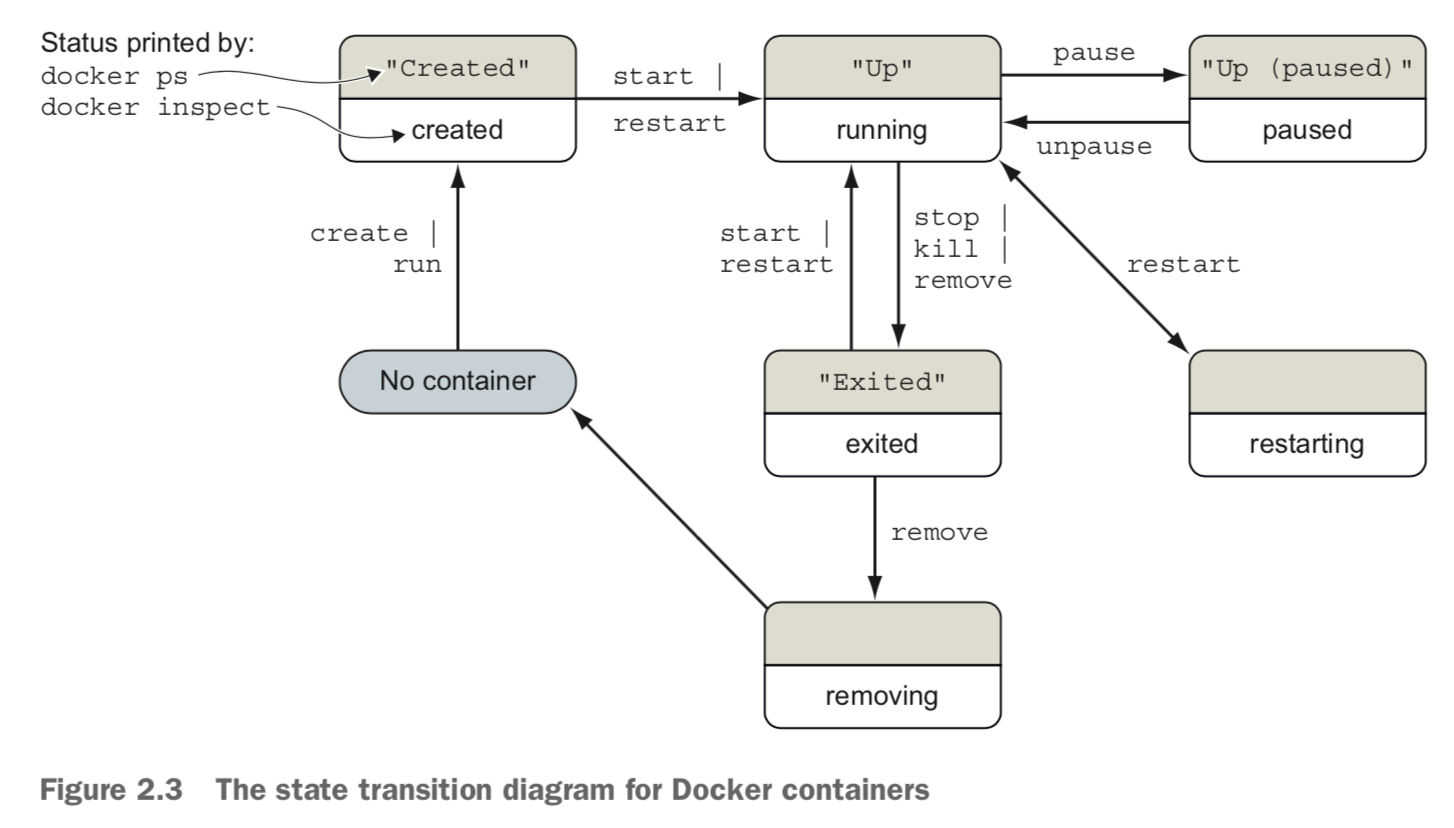 Status printed by:
docker ps
docker inspect
"Created"
created
start |
restart
"Up"
running
pause
unpause
"Up (paused)"
paused
create |
run
start |
restart
stop |
kill |
remove
restart
No container
"Exited"
exited
restarting
remove
removing
Figure 2.3 The state transition diagram for Docker containers